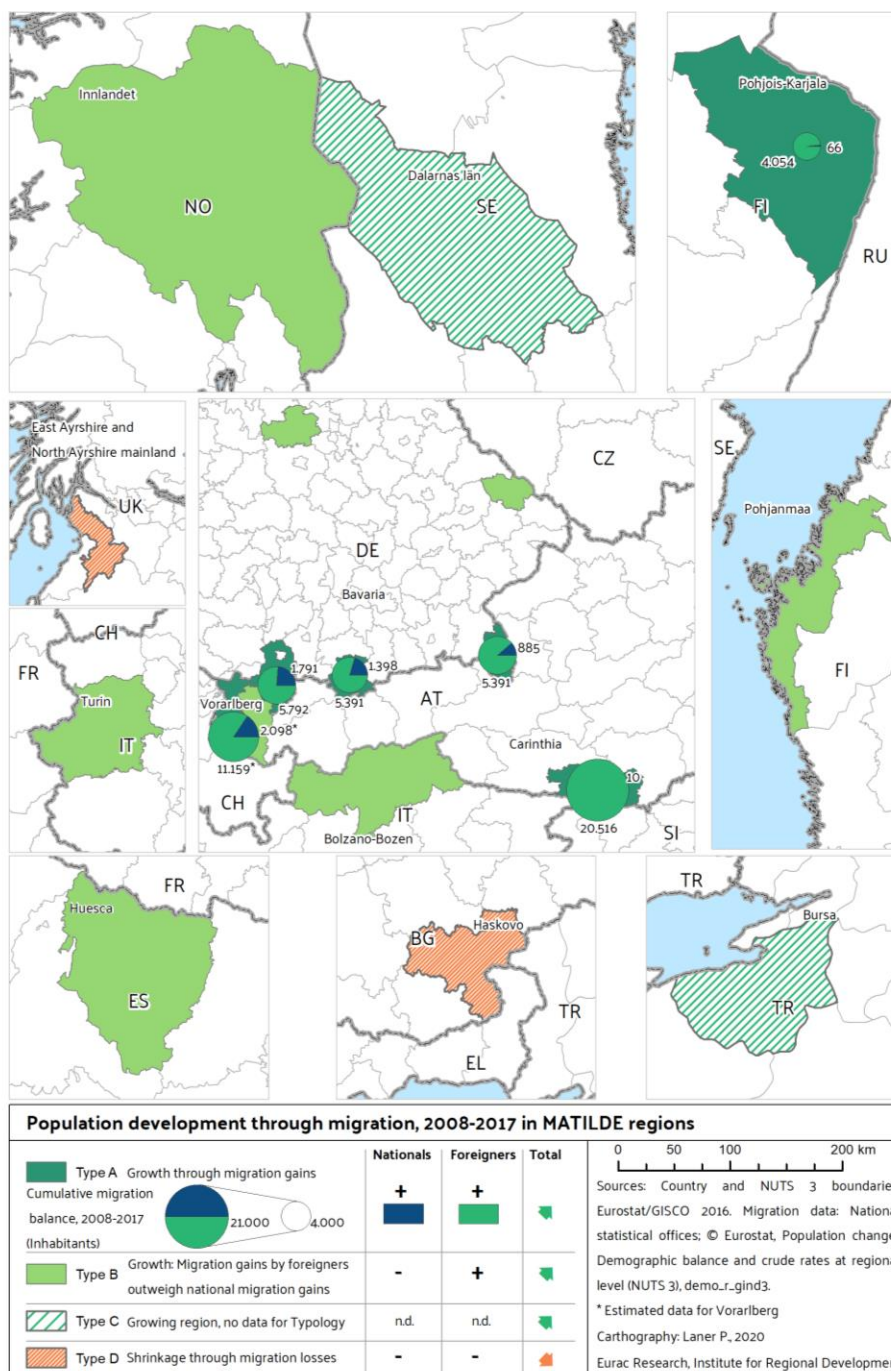 Innlandet
NO
Dalarnas län
SE
Pohjois-Karjala
66
4.054
FI
RU
East Ayrshire and
North Ayrshire mainland
UK
CZ
DE
Bavaria
1.791
1.398
885
5.391
5.391
5.792
Vorarlberg
AT
2.098*
11.159*
Carinthia
10
20.516
CH
IT
Bolzano-Bozen
SI
SE
Pohjanmaa
FI
CH
FR
Turin
IT
FR
Huesca
ES
BG
Haskovo
TR
EL
TR
Bursa
TR
Population development through migration, 2008-2017 in MATILDE regions
Nationals Foreigners Total
Type A Growth through migration gains
+ +
Cumulative migration
balance, 2008-2017
(Inhabitants)
21.000
4.000
Type B Growth: Migration gains by foreigners
outweigh national migration gains
- +
Type C Growing region, no data for Typology n.d. n.d.
Type D Shrinkage through migration losses - -
0 50 100 200 km
Sources: Country and NUTS 3 boundarie
Eurostat/GISCO 2016. Migration data: Nationa
statistical offices; © Eurostat, Population change
Demographic balance and crude rates at regiona
level (NUTS 3), demo_r_gind3.
* Estimated data for Vorarlberg
Carthography: Laner P., 2020
Eurac Research, Institute for Regional Developmen